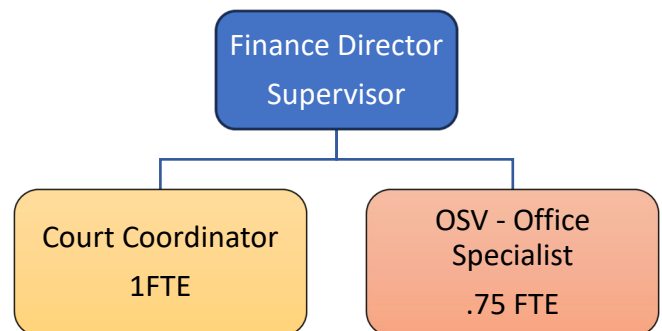 Finance Director
Supervisor
Court Coordinator
1FTE
OSV - Office
Specialist
.75 FTE